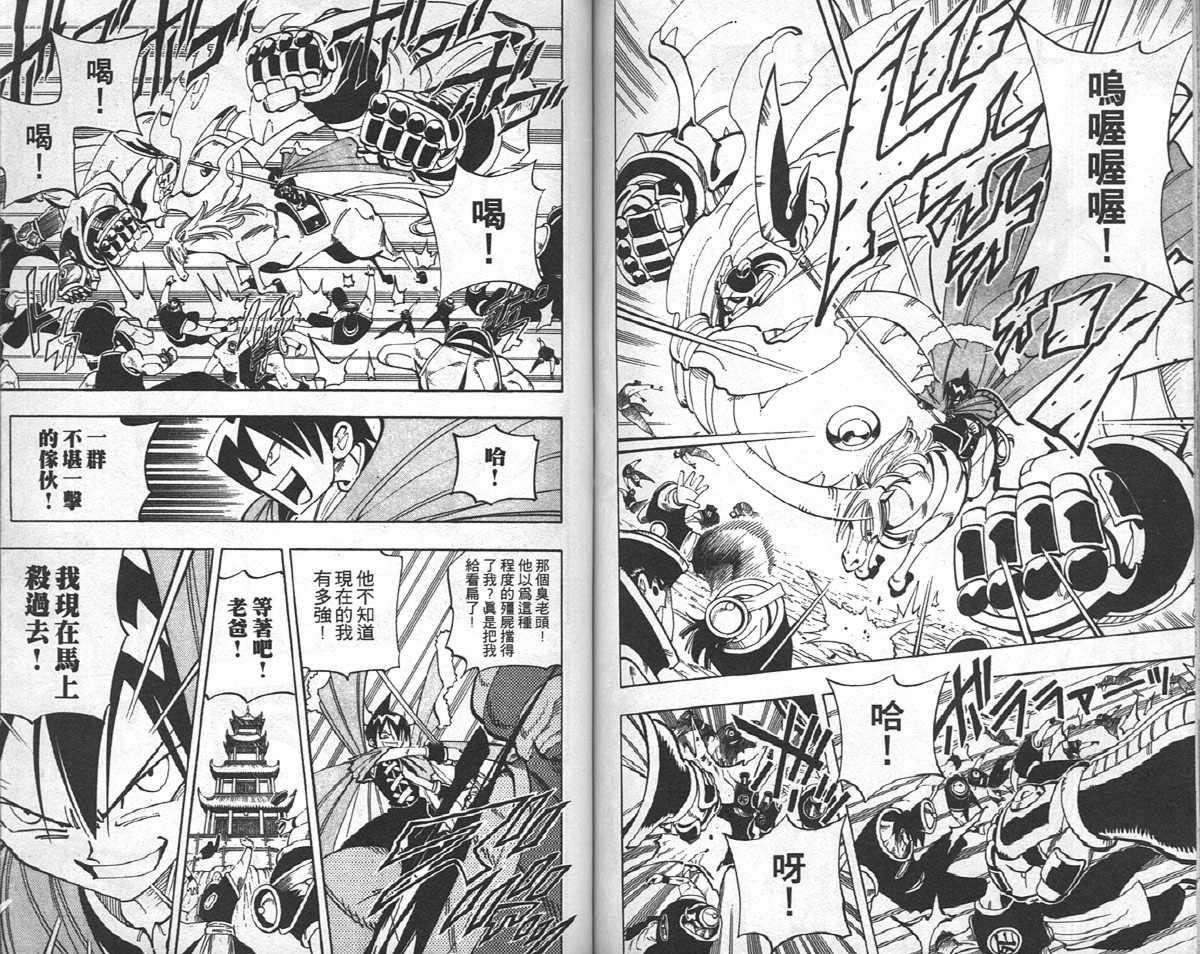 嗚喔喔喔！
哈！
呀！
喝！
喝！
喝！
哈！
一群
不堪一擊
的傢伙！
那個臭老頭！
他以為這種
程度的殭屍擋得
了我？真是把我
給看扁了！
他不知道
現在的我
有多強！
等著吧！
老爸！
我現在馬上
殺過去！